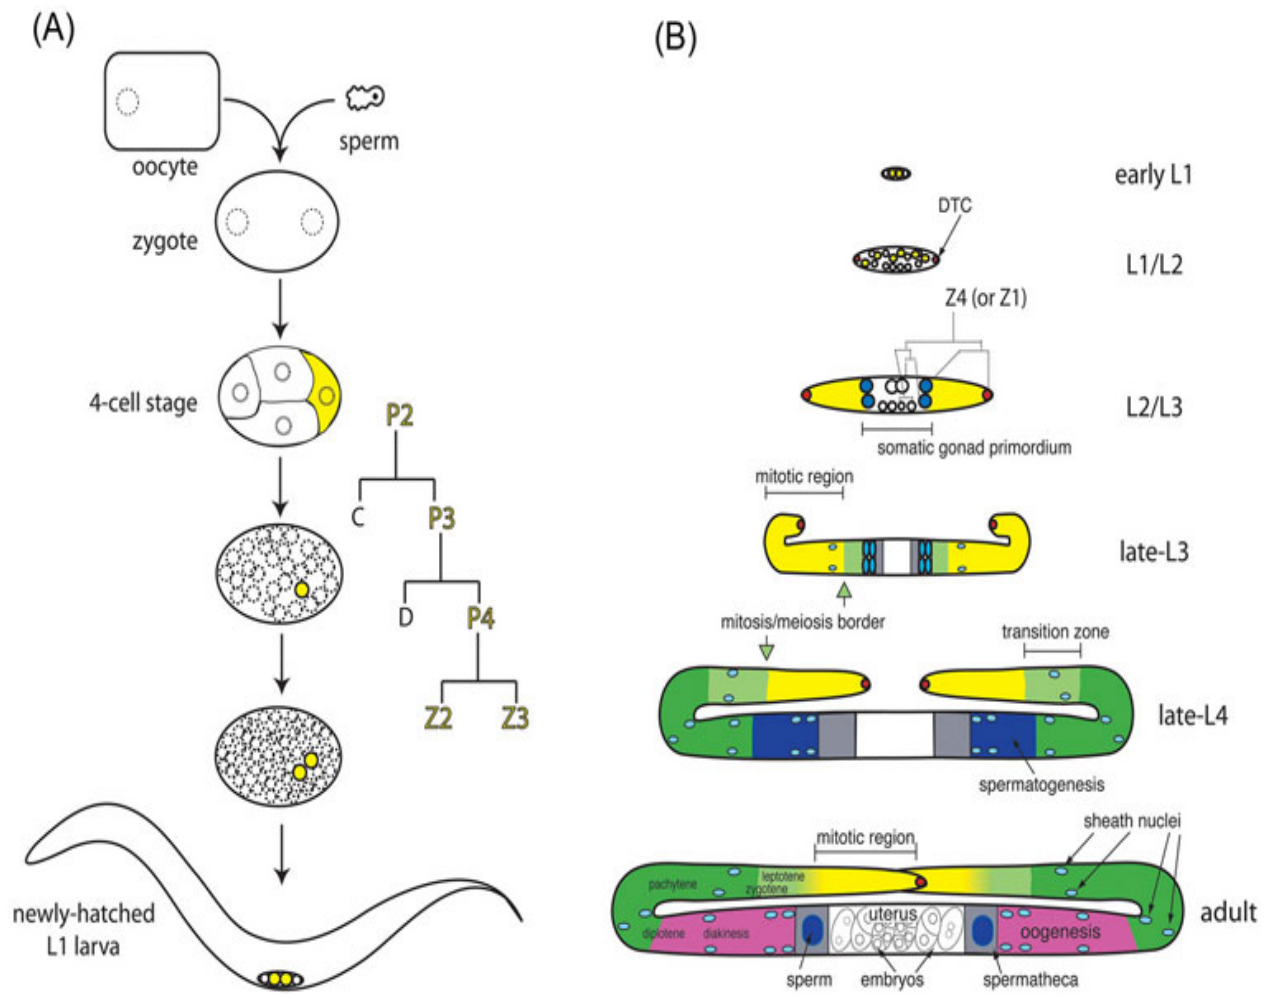 (A)
oocyte
sperm
zygote
4-cell stage
P2
C
P3
D
P4
Z2
Z3
newly-hatched
L1 larva
(B)
early L1
DTC
L1/L2
Z4 (or Z1)
L2/L3
somatic gonad primordium
mitotic region
late-L3
mitosis/meiosis border
transition zone
late-L4
spermatogenesis
sheath nuclei
mitotic region
pachytene
leptotene
zygotene
adult
diplotene
diakinesis
uterus
oogenesis
sperm
embryos
spermatheca